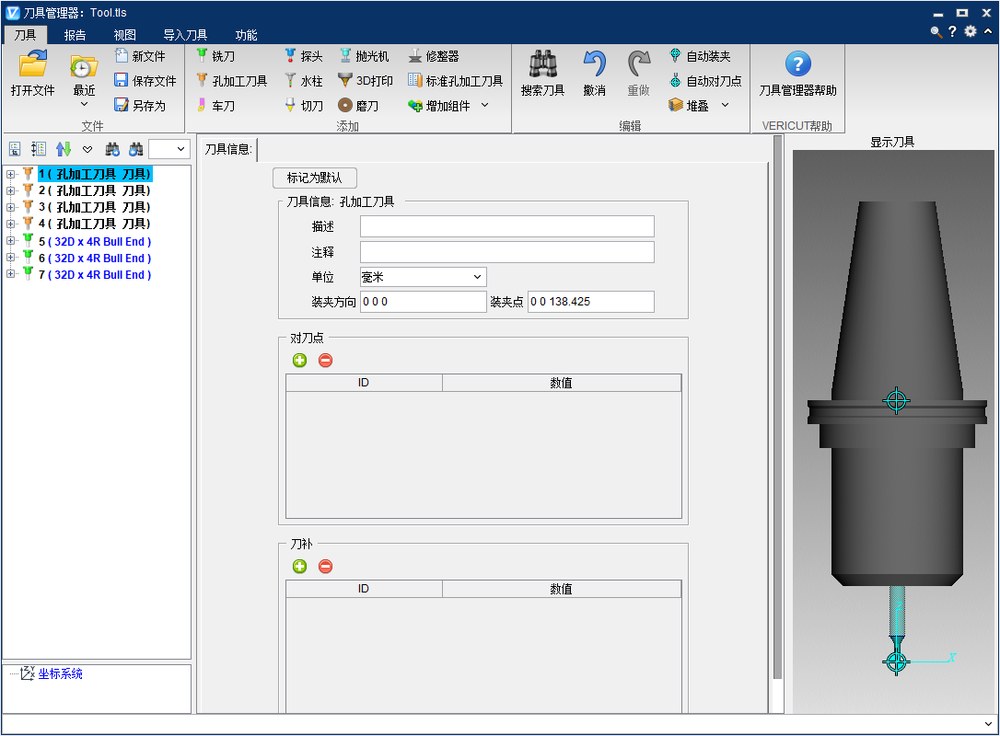 刀具管理器：Tool.tls
刀具 报告 视图 导入刀具 功能
打开文件 最近 新文件 保存文件 另存为
文件
铣刀 探头 抛光机 修整器
孔加工刀具 水柱 3D打印 标准孔加工刀具
车刀 切刀 磨刀 增加组件
添加
搜索刀具 撤消 重做 自动装夹 自动对刀点 堆叠
编辑
刀具管理器帮助
VERICUT帮助
1 ( 孔加工刀具 刀具)
2 ( 孔加工刀具 刀具)
3 ( 孔加工刀具 刀具)
4 ( 孔加工刀具 刀具)
5 ( 32D x 4R Bull End )
6 ( 32D x 4R Bull End )
7 ( 32D x 4R Bull End )
坐标系统
刀具信息:
标记为默认
刀具信息: 孔加工刀具
描述
注释
单位 毫米
装夹方向 0 0 0 装夹点 0 0 138.425
对刀点
ID 数值
刀补
ID 数值
显示刀具
X